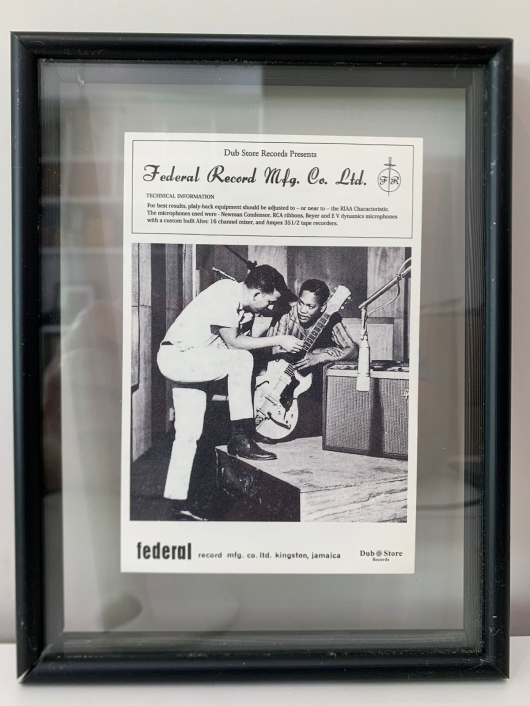 Dub Store Records Presents
Federal Record Mfg. Co. Ltd.
F R
TECHNICAL INFORMATION
For best results, plaly-back equipment should be adjusted to – or near to – the RIAA Characteristic.
The microphones used were - Newman Condensor, RCA ribbons, Beyer and E V dynamics microphones
with a custom built Altec 16 channel mixer, and Ampex 351/2 tape recorders.
federal record mfg. co. ltd. kingston, jamaica
Dub Store
Records